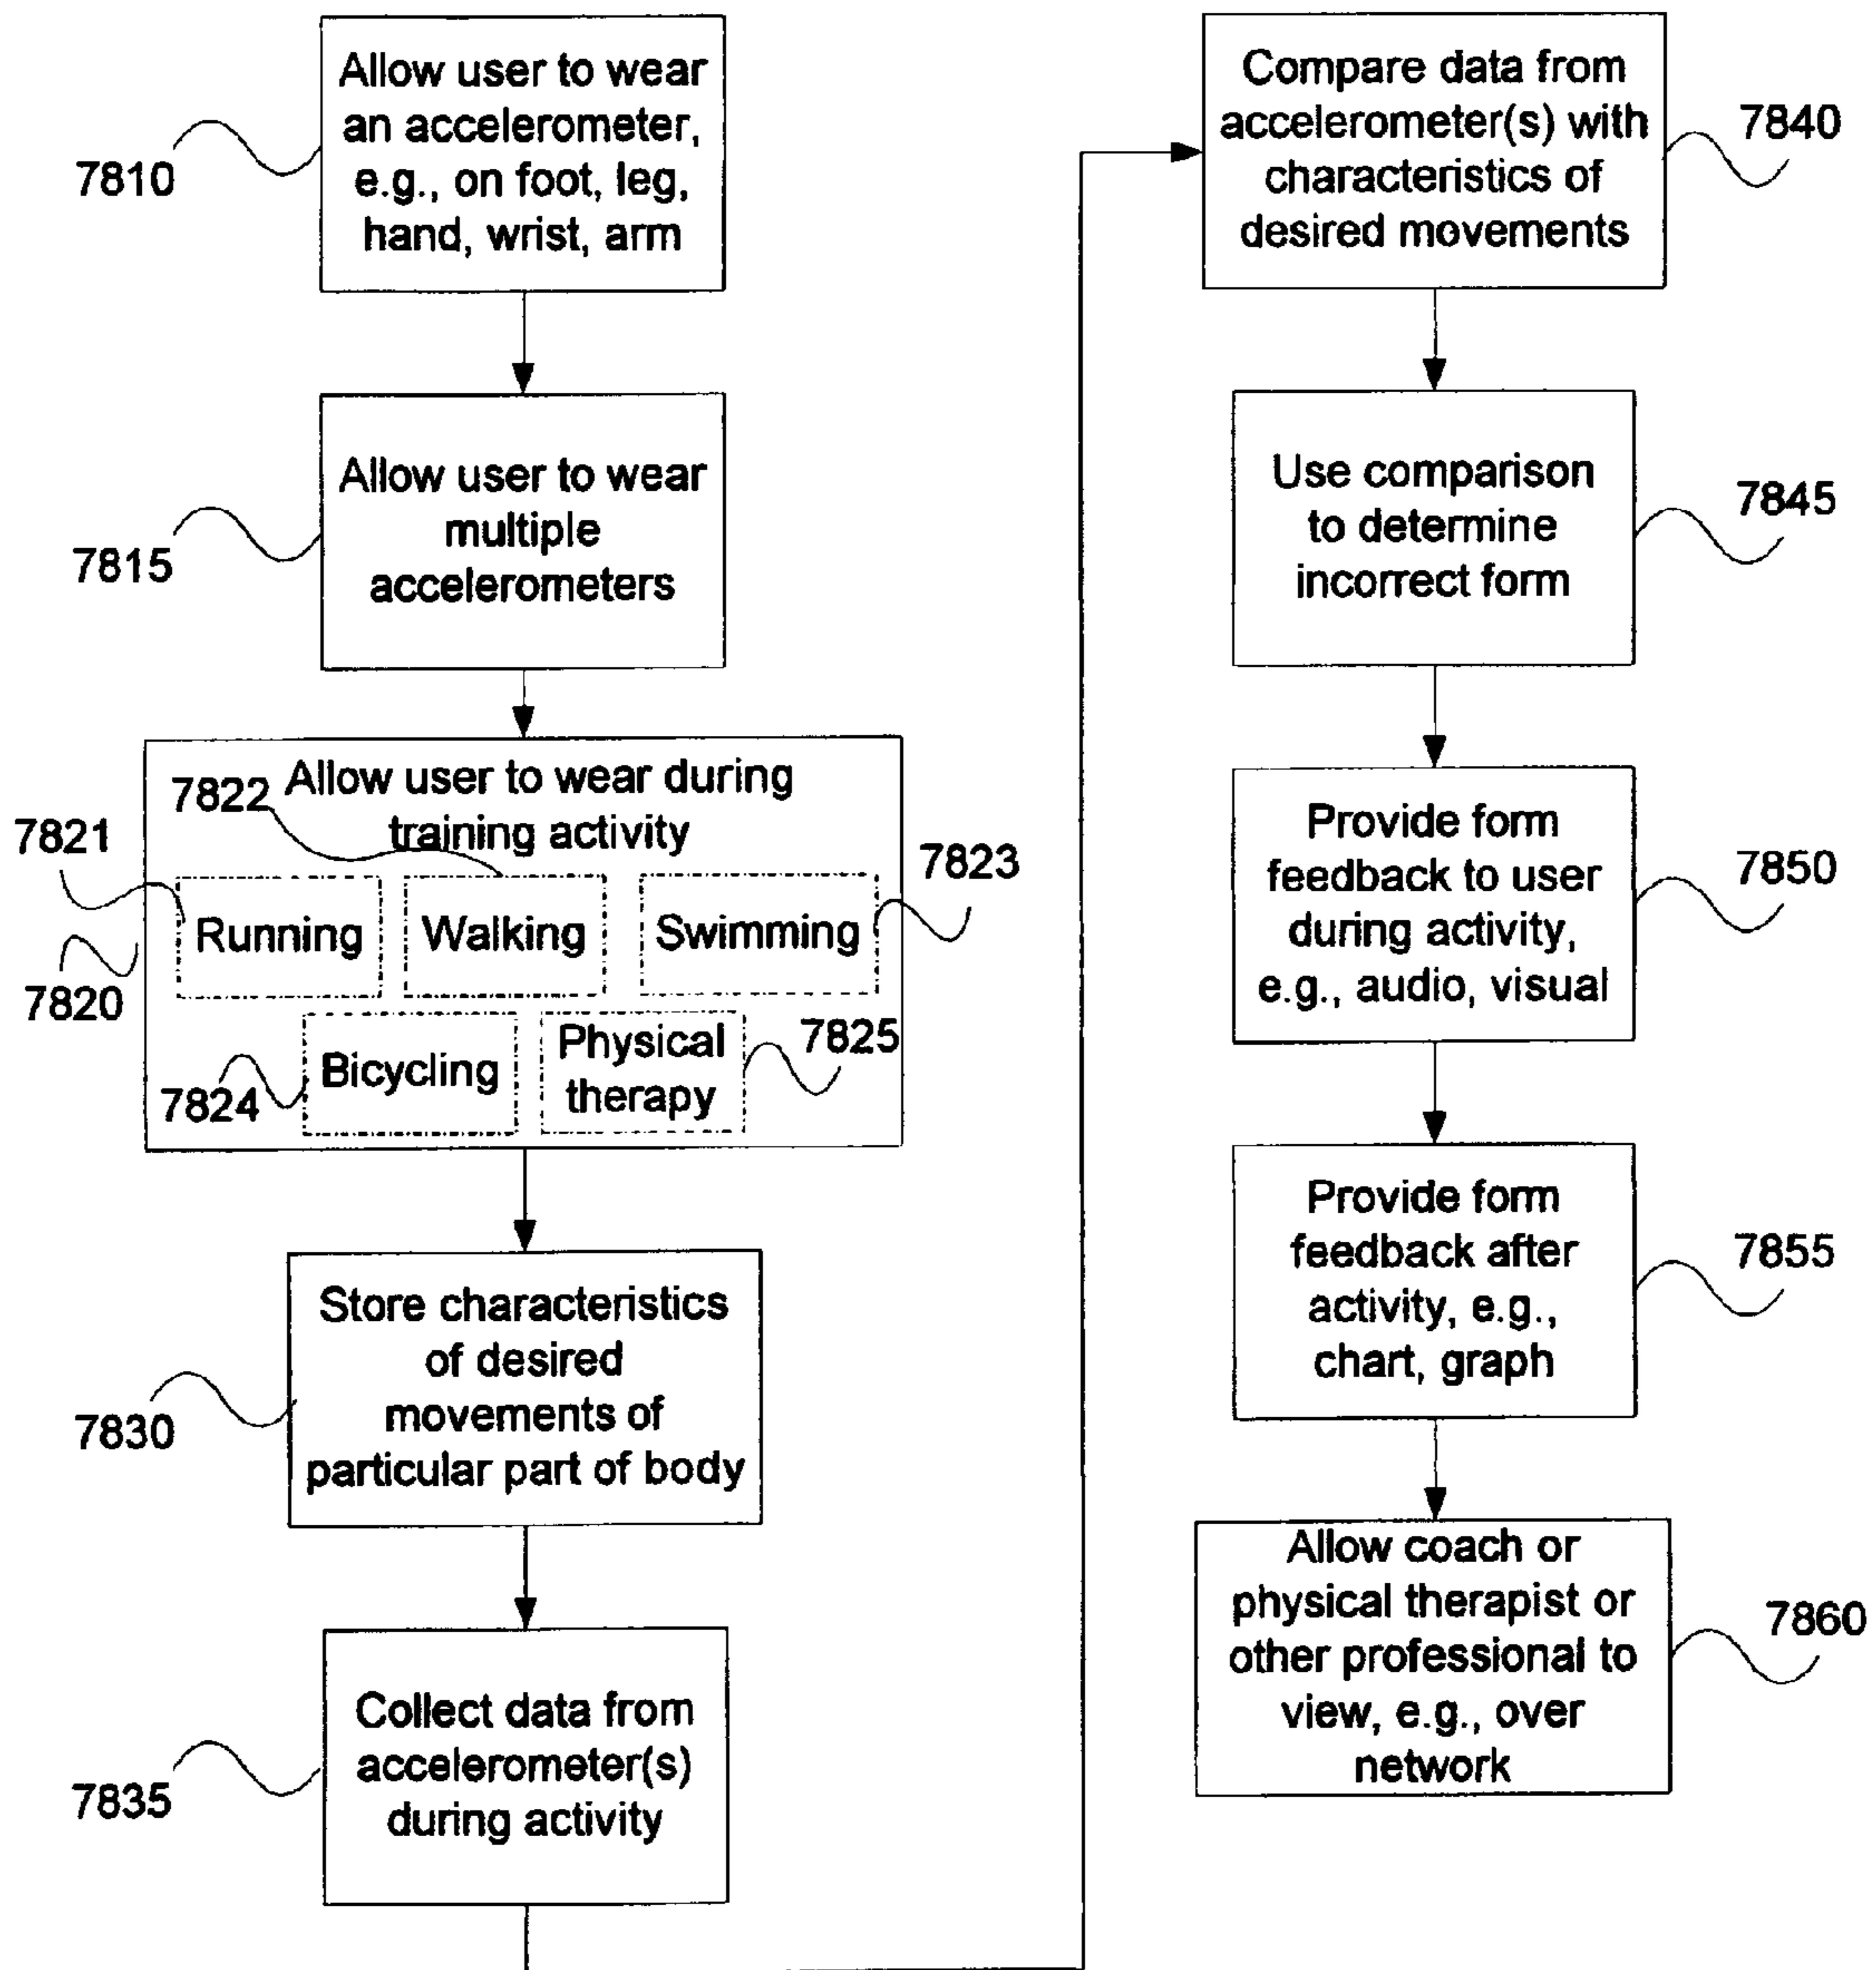 Allow user to wear
an accelerometer,
e.g., on foot, leg,
hand, wrist, arm
7810
Allow user to wear
multiple
accelerometers
7815
Allow user to wear during
training activity
7822
7821
7823
Running
Walking
Swimming
7820
Bicycling
Physical
therapy
7825
7824
Store characteristics
of desired
movements of
particular part of body
7830
Collect data from
accelerometer(s)
during activity
7835
Compare data from
accelerometer(s) with
characteristics of
desired movements
7840
Use comparison
to determine
incorrect form
7845
Provide form
feedback to user
during activity,
e.g., audio, visual
7850
Provide form
feedback after
activity, e.g.,
chart, graph
7855
Allow coach or
physical therapist or
other professional to
view, e.g., over
network
7860